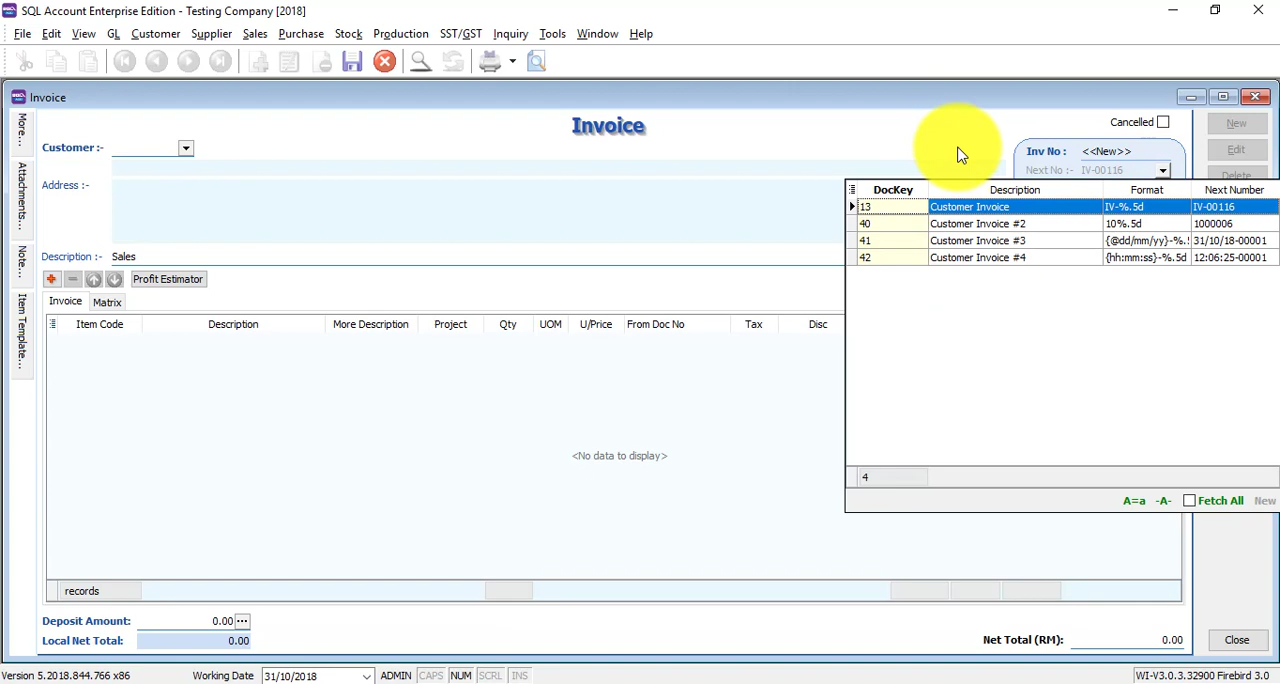 SQL Account Enterprise Edition - Testing Company [2018]
File Edit View GL Customer Supplier Sales Purchase Stock Production SST/GST Inquiry Tools Window Help
Invoice
More...
Attachments...
Note...
Item Template...
Invoice
Cancelled
Customer :-
Inv No : <<New>>
Next No :- IV-00116
New
Edit
Delete
Address :-
DocKey Description Format Next Number
13 Customer Invoice IV-%.5d IV-00116
40 Customer Invoice #2 10%.5d 1000006
41 Customer Invoice #3 {@dd/mm/yy}-%.! 31/10/18-00001
42 Customer Invoice #4 {hh:mm:ss}-%.5d 12:06:25-00001
4
A=a -A- Fetch All New
Description :- Sales
Profit Estimator
Invoice Matrix
Item Code Description More Description Project Qty UOM U/Price From Doc No Tax Disc
<No data to display>
records
Deposit Amount: 0.00 ...
Local Net Total: 0.00
Net Total (RM): 0.00
Close
Version 5.2018.844.766 x86 Working Date 31/10/2018 ADMIN CAPS NUM SCRL INS WI-V3.0.3.32900 Firebird 3.0